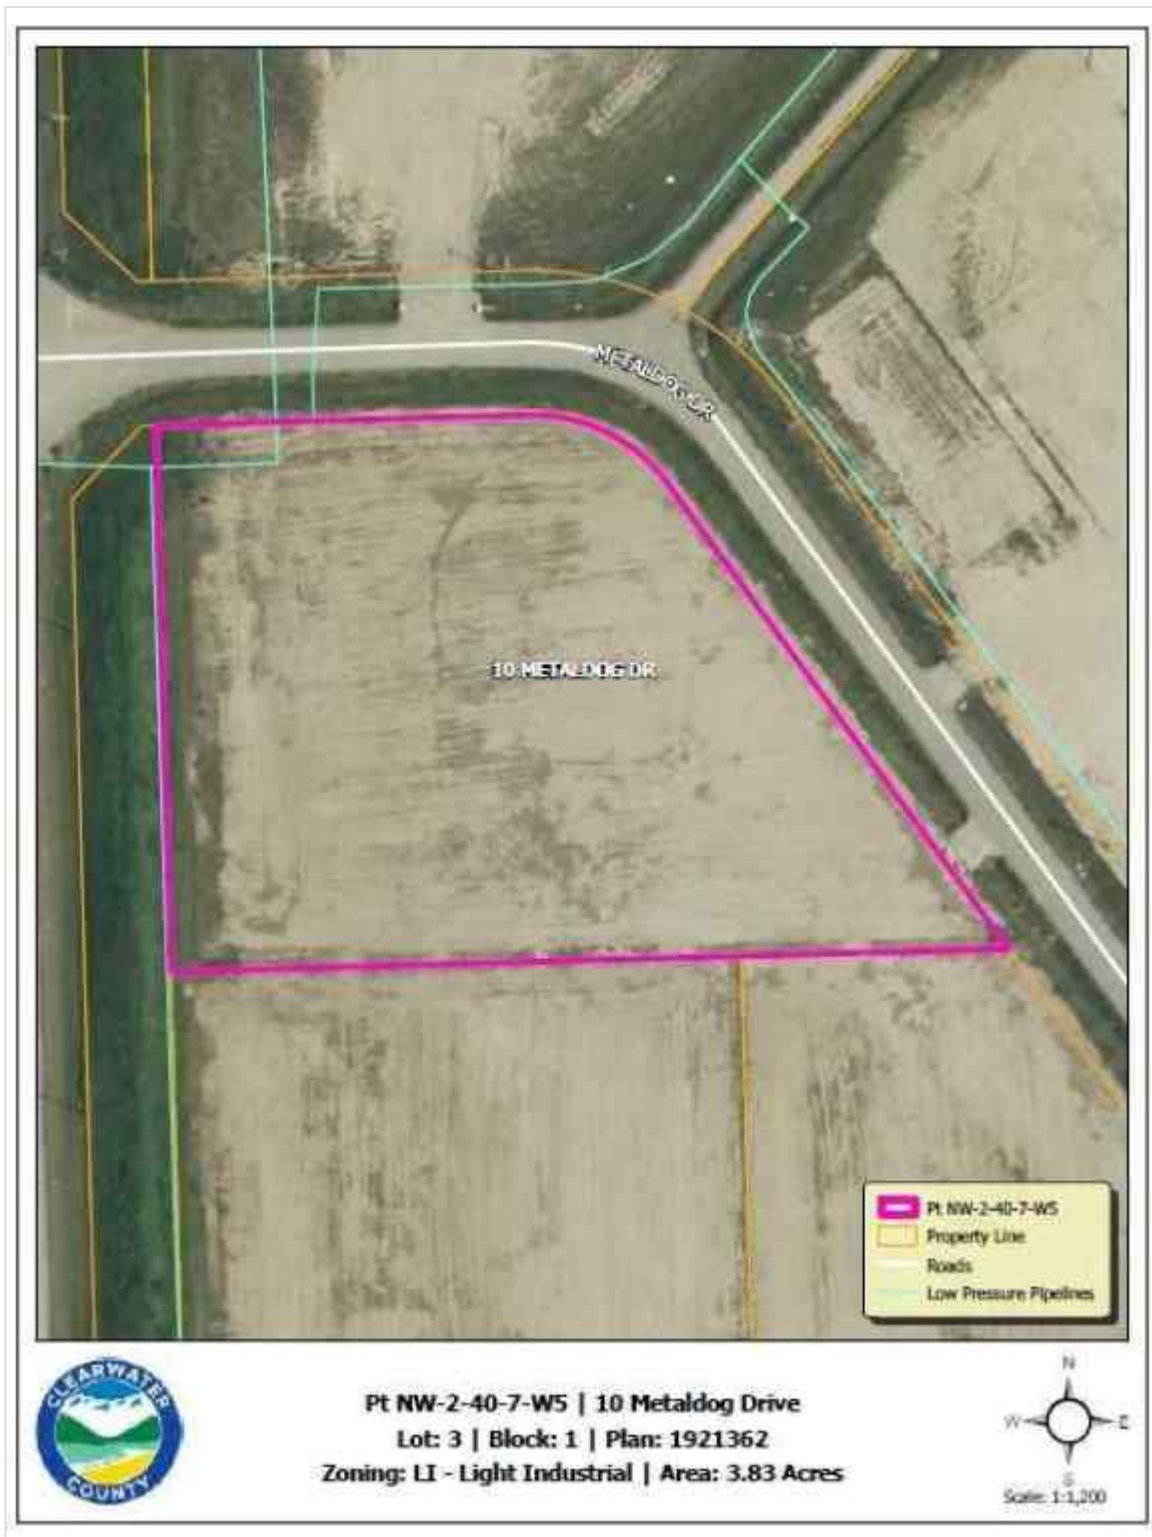 METALDOG DR
10 METALDOG DR
Pt NW-2-40-7-W5
Property Line
Roads
Low Pressure Pipelines
CLEARWATER
COUNTY
Pt NW-2-40-7-W5 | 10 Metaldog Drive
Lot: 3 | Block: 1 | Plan: 1921362
Zoning: LI - Light Industrial | Area: 3.83 Acres
N
W E
S
Scale: 1:1,200